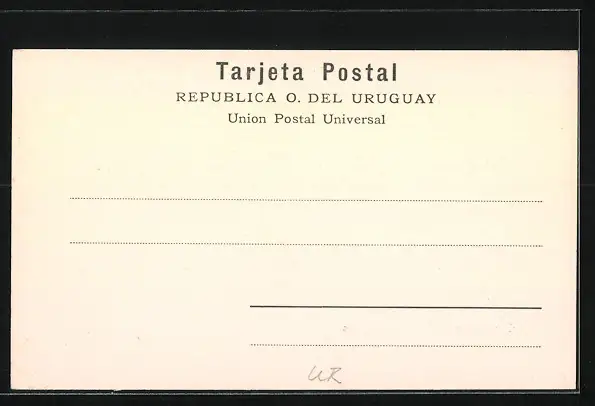 Tarjeta Postal
REPUBLICA O. DEL URUGUAY
Union Postal Universal
UR